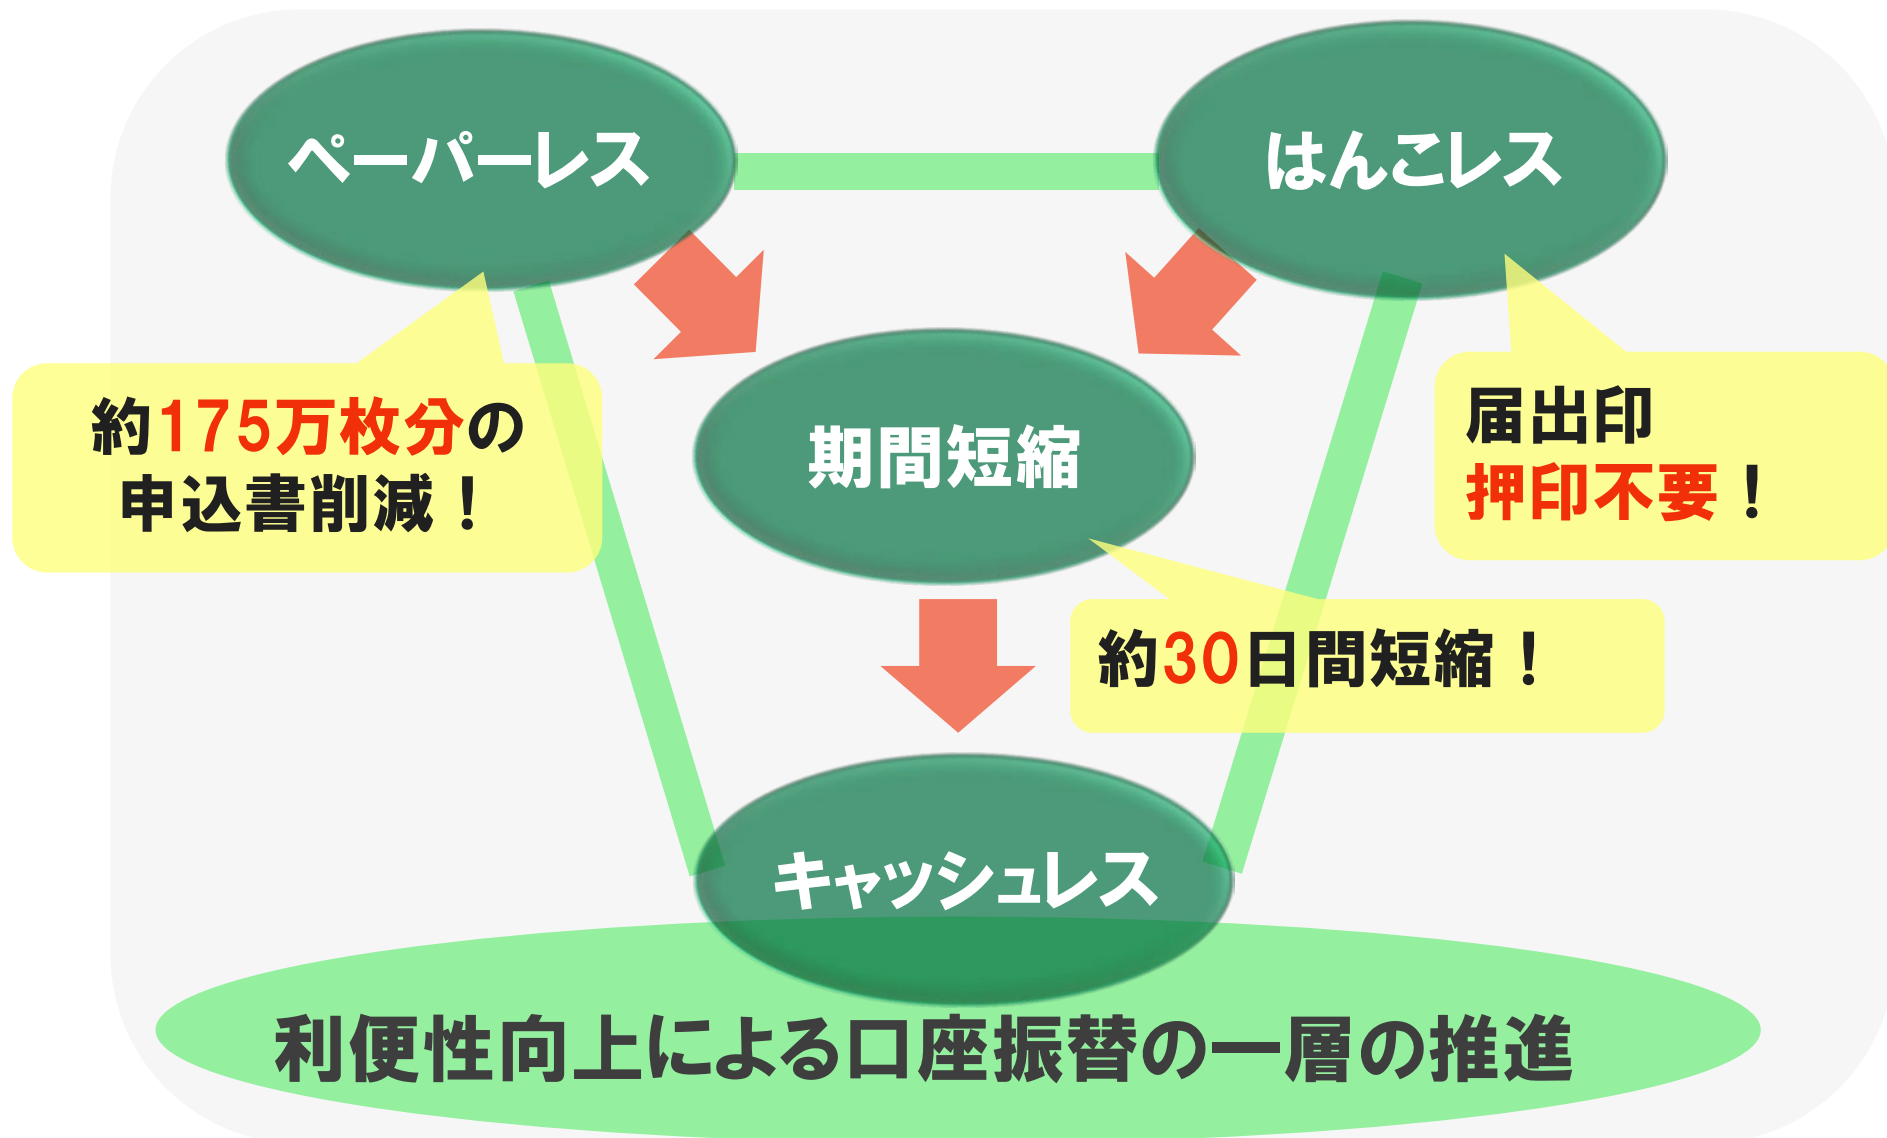 ペーパーレス
はんこレス
約175万枚分の
申込書削減！
期間短縮
届出印
押印不要！
約30日間短縮！
キャッシュレス
利便性向上による口座振替の一層の推進